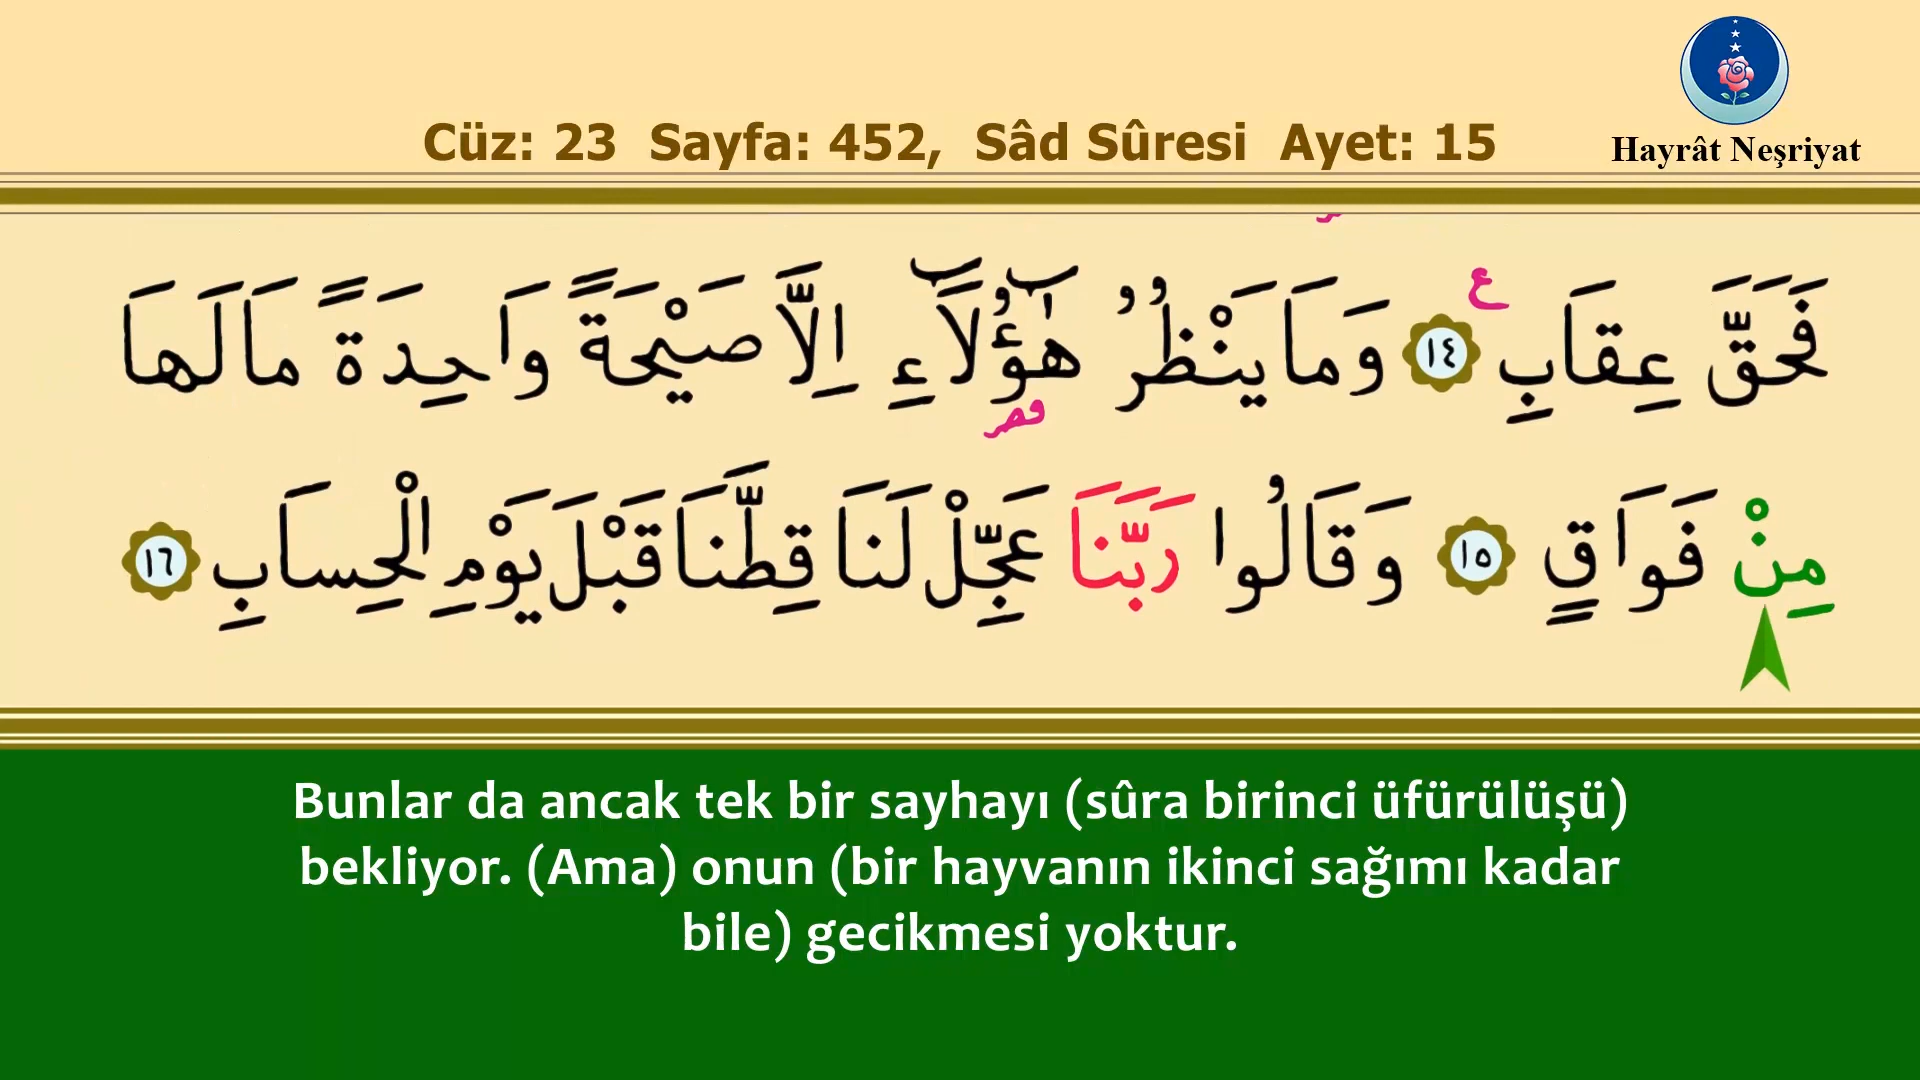 Cüz: 23 Sayfa: 452, Sâd Sûresi Ayet: 15
Hayrât Neşriyat
فَحَقَّ عِقَابِ ﴿١٤﴾ ع وَمَا يَنْظُرُ هٰٓؤُلَٓاءِ اِلَّا صَيْحَةً وَاحِدَةً مَالَهَا
قصر
مِنْ فَوَاقٍ ﴿١٥﴾ وَقَالُوا رَبَّنَا عَجِّلْ لَنَا قِطَّنَا قَبْلَ يَوْمِ الْحِسَابِ ﴿١٦﴾
Bunlar da ancak tek bir sayhayı (sûra birinci üfürülüşü)
bekliyor. (Ama) onun (bir hayvanın ikinci sağımı kadar
bile) gecikmesi yoktur.